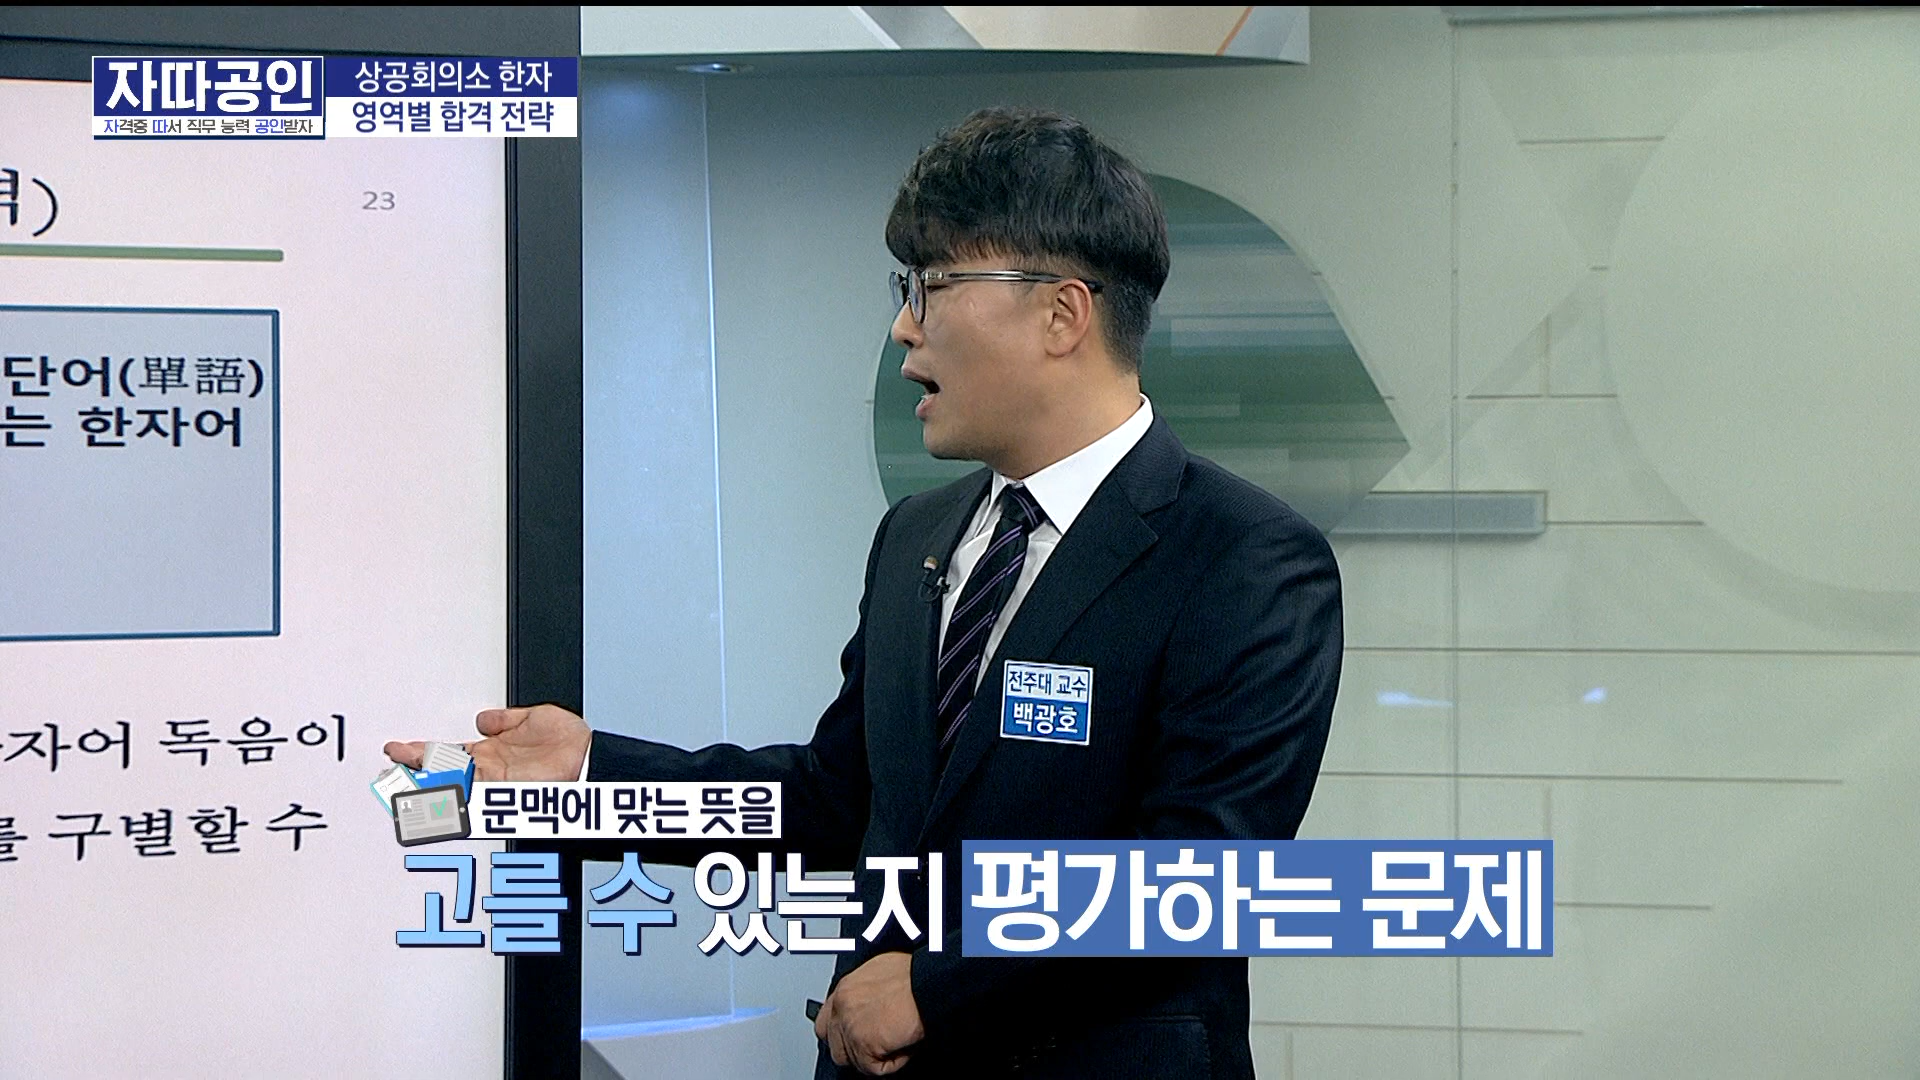 자따공인
자격증 따서 직무 능력 공인받자
상공회의소 한자
영역별 합격 전략
23
단어(單語)
는 한자어
자어 독음이
를 구별할 수
전주대 교수
백광호
문맥에 맞는 뜻을
고를 수 있는지 평가하는 문제